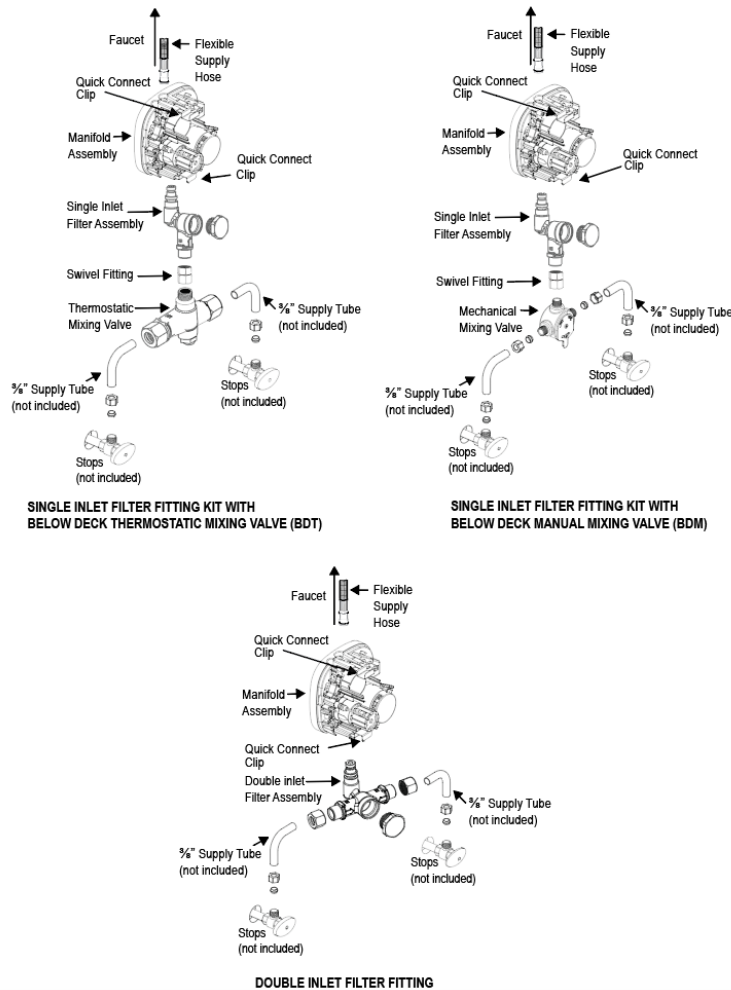 Faucet
Flexible
Supply
Hose
Quick Connect
Clip
Manifold
Assembly
Quick Connect
Clip
Single Inlet
Filter Assembly
Swivel Fitting
Thermostatic
Mixing Valve
⅜" Supply Tube
(not included)
⅜" Supply Tube
(not included)
Stops
(not included)
Stops
(not included)
SINGLE INLET FILTER FITTING KIT WITH
BELOW DECK THERMOSTATIC MIXING VALVE (BDT)
Faucet
Flexible
Supply
Hose
Quick Connect
Clip
Manifold
Assembly
Quick Connect
Clip
Single Inlet
Filter Assembly
Swivel Fitting
Mechanical
Mixing Valve
⅜" Supply Tube
(not included)
Stops
(not included)
⅜" Supply Tube
(not included)
Stops
(not included)
SINGLE INLET FILTER FITTING KIT WITH
BELOW DECK MANUAL MIXING VALVE (BDM)
Faucet
Flexible
Supply
Hose
Quick Connect
Clip
Manifold
Assembly
Quick Connect
Clip
Double inlet
Filter Assembly
⅜" Supply Tube
(not included)
⅜" Supply Tube
(not included)
Stops
(not included)
Stops
(not included)
DOUBLE INLET FILTER FITTING